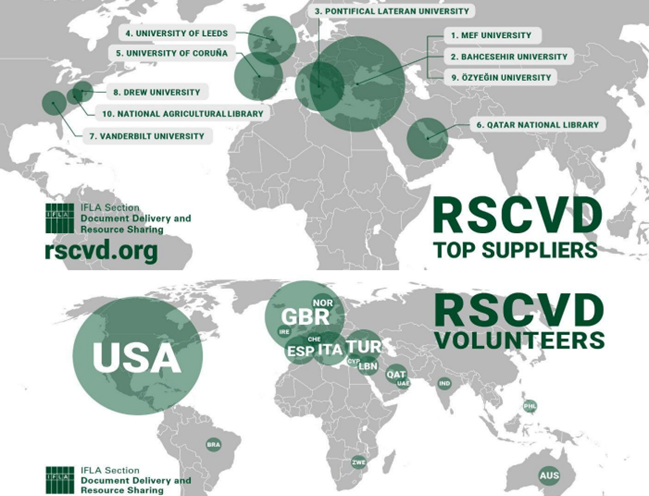 3. PONTIFICAL LATERAN UNIVERSITY
4. UNIVERSITY OF LEEDS
1. MEF UNIVERSITY
5. UNIVERSITY OF CORUÑA
2. BAHCESEHIR UNIVERSITY
9. ÖZYEĞIN UNIVERSITY
8. DREW UNIVERSITY
10. NATIONAL AGRICULTURAL LIBRARY
6. QATAR NATIONAL LIBRARY
7. VANDERBILT UNIVERSITY
IFLA
IFLA Section
Document Delivery and
Resource Sharing
rscvd.org
RSCVD
TOP SUPPLIERS
RSCVD
VOLUNTEERS
NOR
GBR
IRE
CHE
USA
ESP
ITA
TUR
CYP
LBN
QAT
UAE
IND
PHL
BRA
ZWE
AUS
IFLA
IFLA Section
Document Delivery and
Resource Sharing